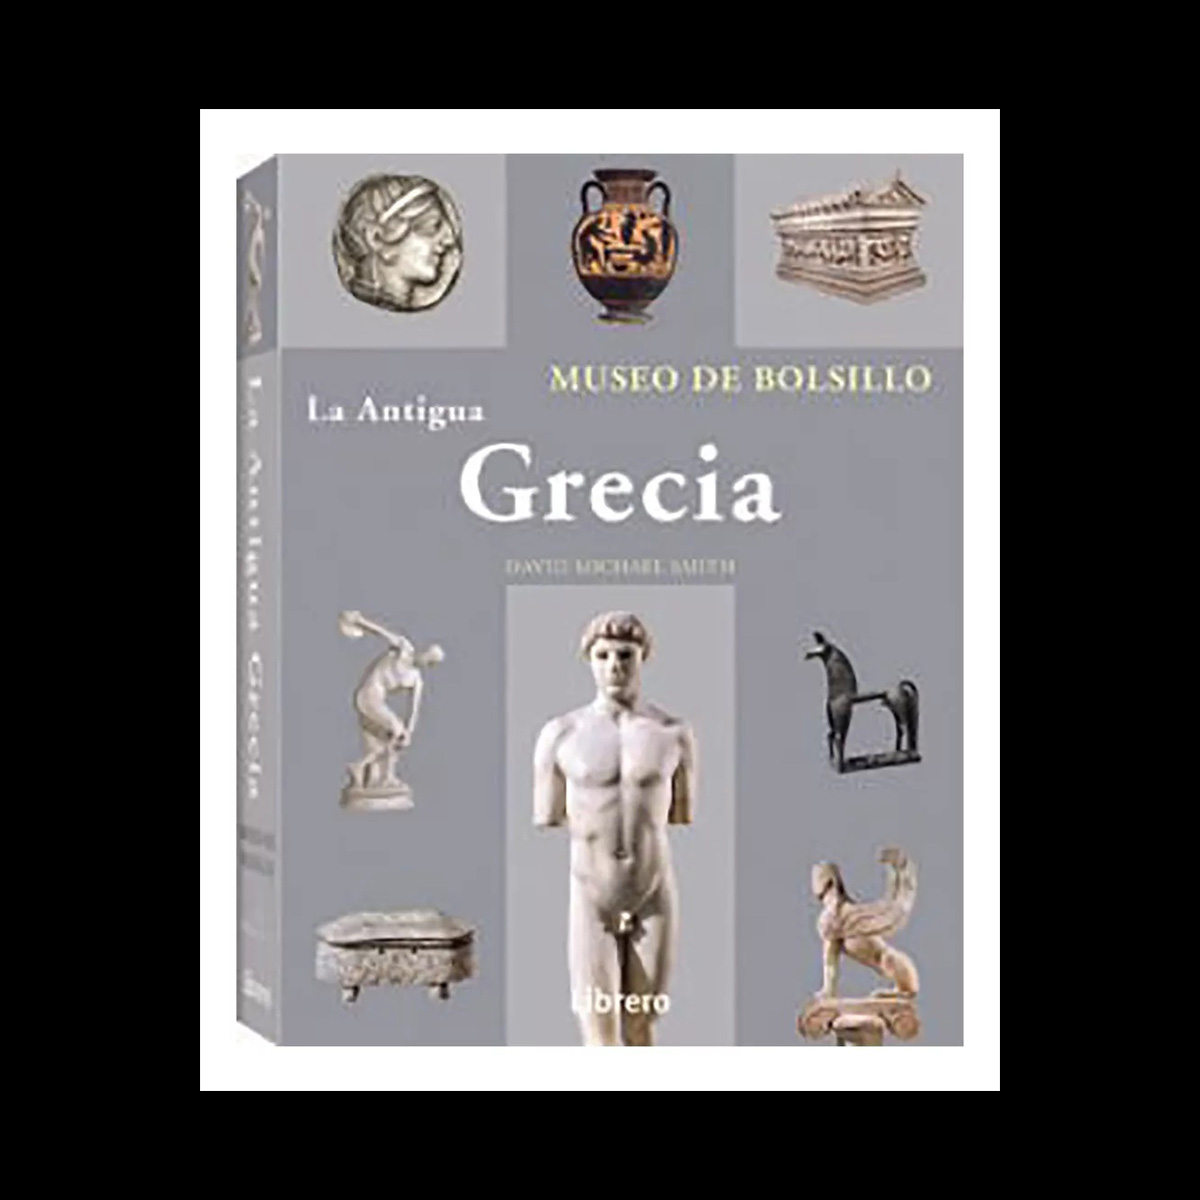 MUSEO DE BOLSILLO
La Antigua
Grecia
DAVID MICHAEL SMITH
Librero
La Antigua Grecia